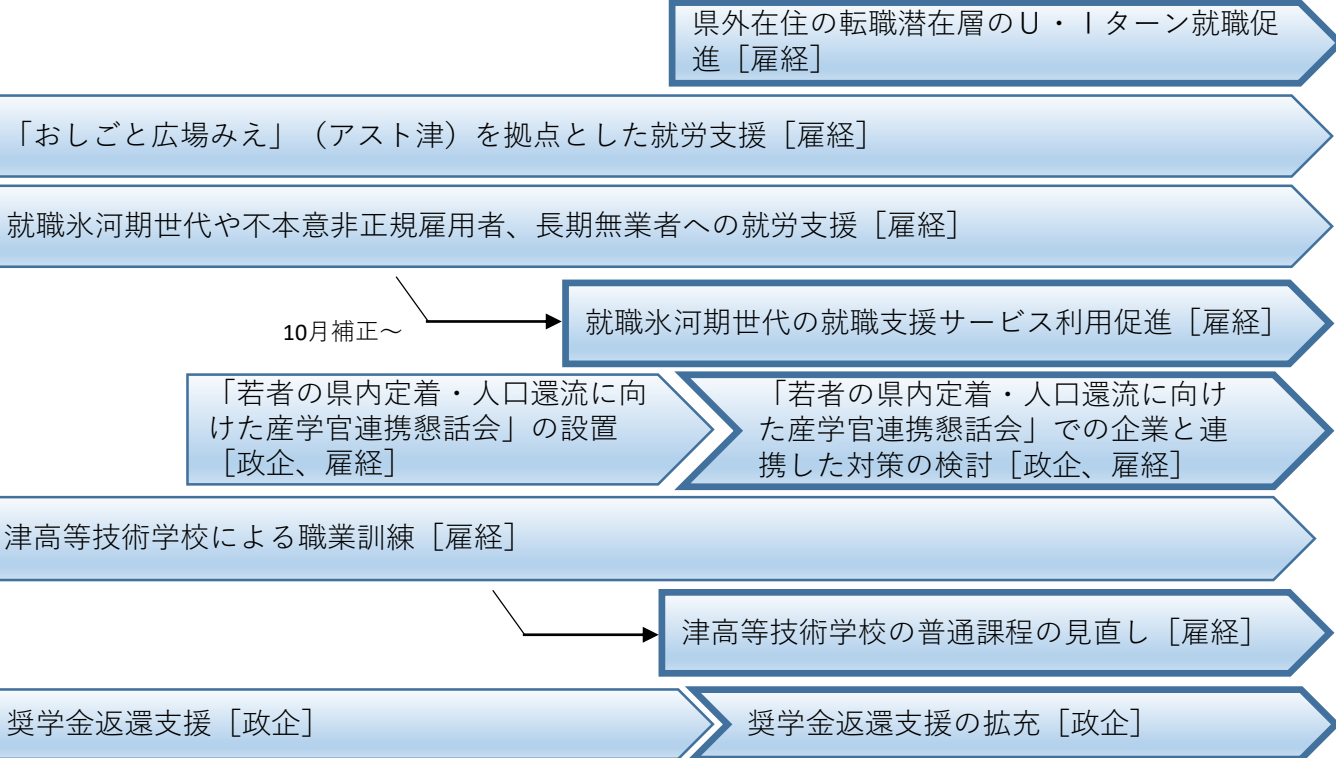 県外在住の転職潜在層のU・Iターン就職促
進［雇経］
「おしごと広場みえ」（アスト津）を拠点とした就労支援［雇経］
就職氷河期世代や不本意非正規雇用者、長期無業者への就労支援［雇経］
10月補正～
就職氷河期世代の就職支援サービス利用促進［雇経］
「若者の県内定着・人口還流に向
けた産学官連携懇話会」の設置
［政企、雇経］
「若者の県内定着・人口還流に向け
た産学官連携懇話会」での企業と連
携した対策の検討［政企、雇経］
津高等技術学校による職業訓練［雇経］
津高等技術学校の普通課程の見直し［雇経］
奨学金返還支援［政企］
奨学金返還支援の拡充［政企］